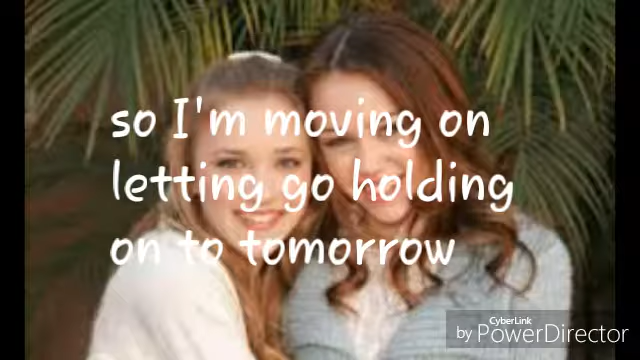 so I'm moving on
letting go holding
on to tomorrow
CyberLink
by PowerDirector